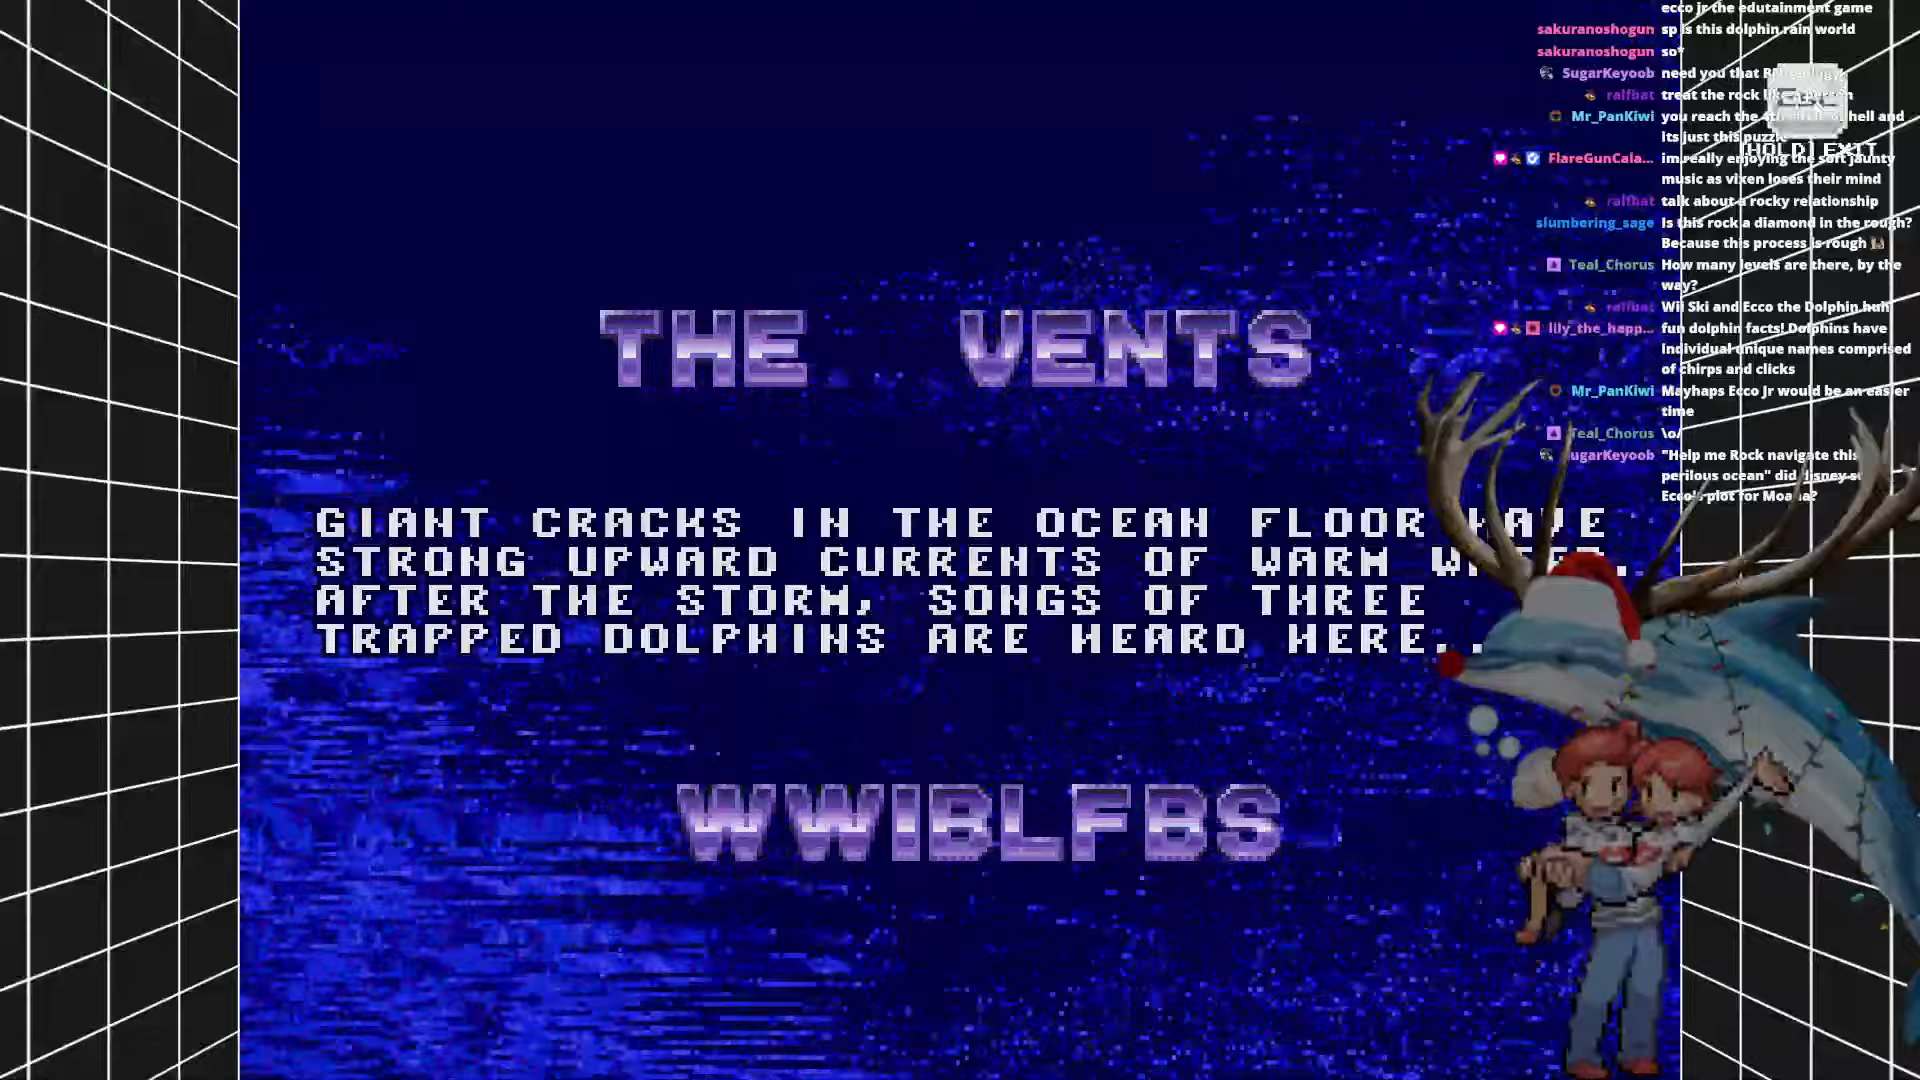 THE VENTS
GIANT CRACKS IN THE OCEAN FLOOR HAVE
STRONG UPWARD CURRENTS OF WARM
AFTER THE STORM, SONGS OF THREE
TRAPPED DOLPHINS ARE HEARD HERE..
WWIBLFBS
ecco jr the edutainment game
sakuranoshogun sp is this dolphin rain world
sakuranoshogun so*
SugarKeyoob need you that
ralfbat treat the rock like a person
Mr_PanKiwi you reach the hell and
its just this puzzle
FlareGunCala... im really enjoying the soft jaunty
music as vixen loses their mind
ralfbat talk about a rocky relationship
slumbering_sage Is this rock a diamond in the rough?
Because this process is rough
Teal_Chorus How many levels are there, by the
way?
ralfbat Wii Ski and Ecco the Dolphin huh
lily_the_happ... fun dolphin facts! Dolphins have
individual unique names comprised
of chirps and clicks
Mr_PanKiwi Mayhaps Ecco Jr would be an easier
time
Teal_Chorus \o/
ugarKeyoob "Help me Rock navigate this
perilous ocean" did disney
Ecco's plot for Moana?
[HOLD] EXIT